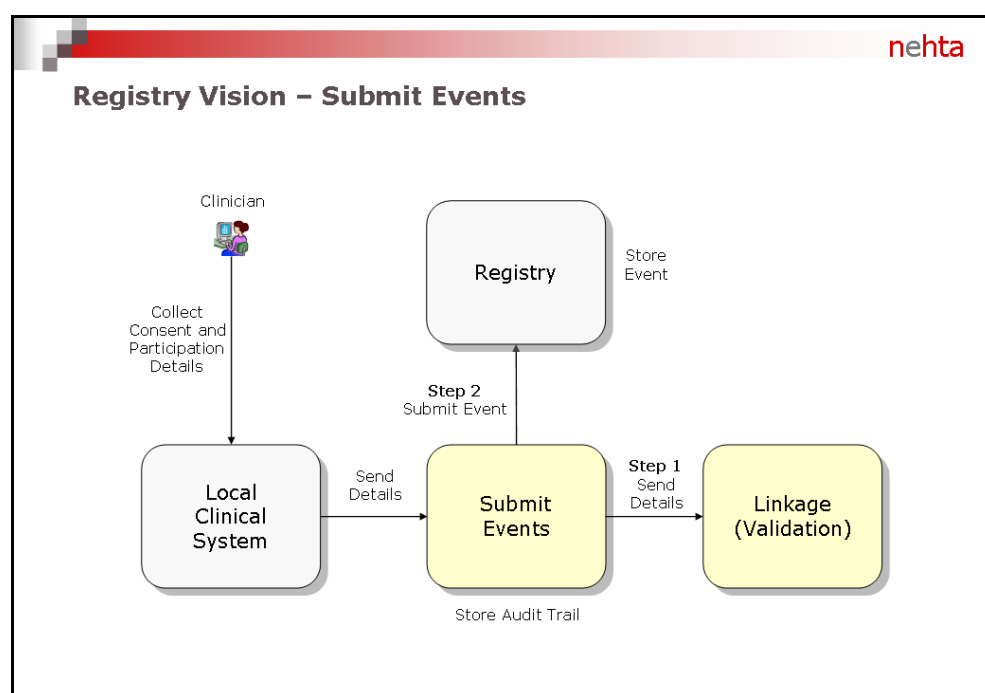 nehta
Registry Vision – Submit Events
Clinician
Collect
Consent and
Participation
Details
Registry
Store
Event
Step 2
Submit Event
Local
Clinical
System
Send
Details
Submit
Events
Step 1
Send
Details
Linkage
(Validation)
Store Audit Trail